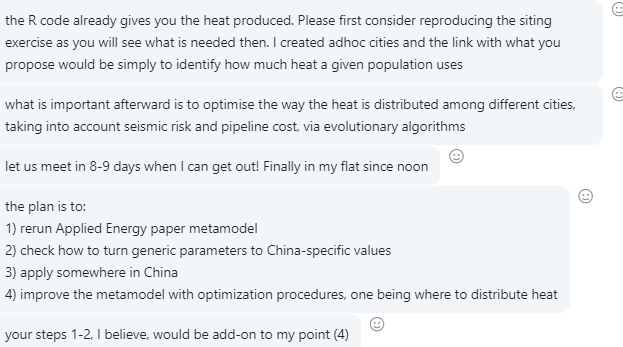 the R code already gives you the heat produced. Please first consider reproducing the siting
exercise as you will see what is needed then. I created adhoc cities and the link with what you
propose would be simply to identify how much heat a given population uses
what is important afterward is to optimise the way the heat is distributed among different cities,
taking into account seismic risk and pipeline cost, via evolutionary algorithms
let us meet in 8-9 days when I can get out! Finally in my flat since noon
the plan is to:
1) rerun Applied Energy paper metamodel
2) check how to turn generic parameters to China-specific values
3) apply somewhere in China
4) improve the metamodel with optimization procedures, one being where to distribute heat
your steps 1-2, I believe, would be add-on to my point (4)